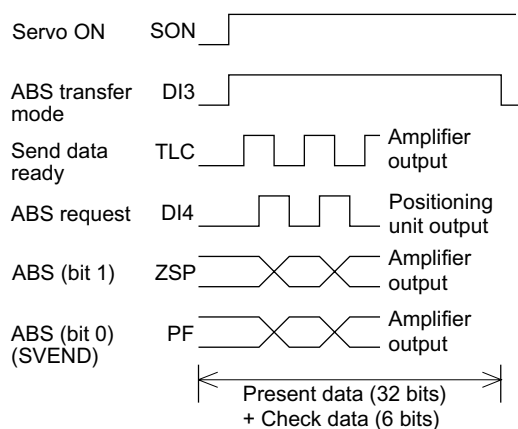 Servo ON SON
ABS transfer DI3
mode
Send data TLC Amplifier
ready output
ABS request DI4 Positioning
unit output
ABS (bit 1) ZSP Amplifier
output
ABS (bit 0) PF Amplifier
(SVEND) output
Present data (32 bits)
+ Check data (6 bits)